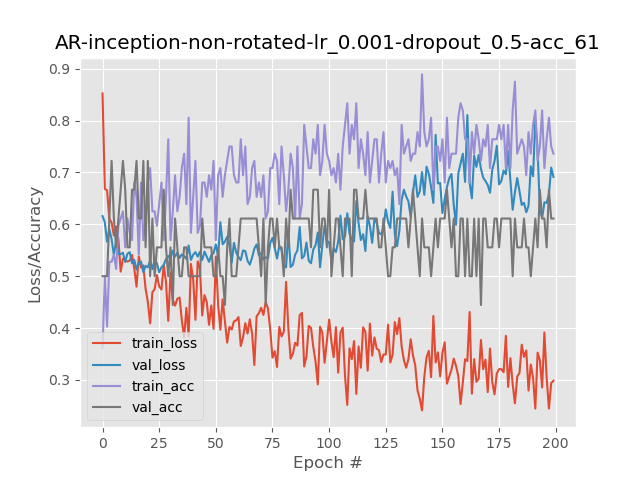 AR-inception-non-rotated-lr_0.001-dropout_0.5-acc_61
0.9
0.8
0.7
0.6
0.5
0.4
0.3
Loss/Accuracy
train_loss
val_loss
train_acc
val_acc
0 25 50 75 100 125 150 175 200
Epoch #